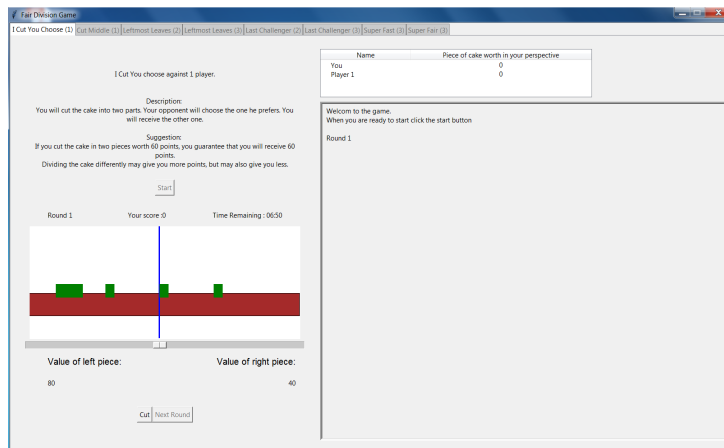 Fair Division Game
I Cut You Choose (1) Cut Middle (1) Leftmost Leaves (2) Leftmost Leaves (3) Last Challenger (2) Last Challenger (3) Super Fast (3) Super Fair (3)
I Cut You choose against 1 player.
Description:
You will cut the cake into two parts. Your opponent will choose the one he prefers. You
will receive the other one.
Suggestion:
If you cut the cake in two pieces worth 60 points, you guarantee that you will receive 60
points.
Dividing the cake differently may give you more points, but may also give you less.
Start
Round 1 Your score :0 Time Remaining : 06:50
Value of left piece: Value of right piece:
80 40
Cut Next Round
Name Piece of cake worth in your perspective
You 0
Player 1 0
Welcom to the game.
When you are ready to start click the start button
Round 1